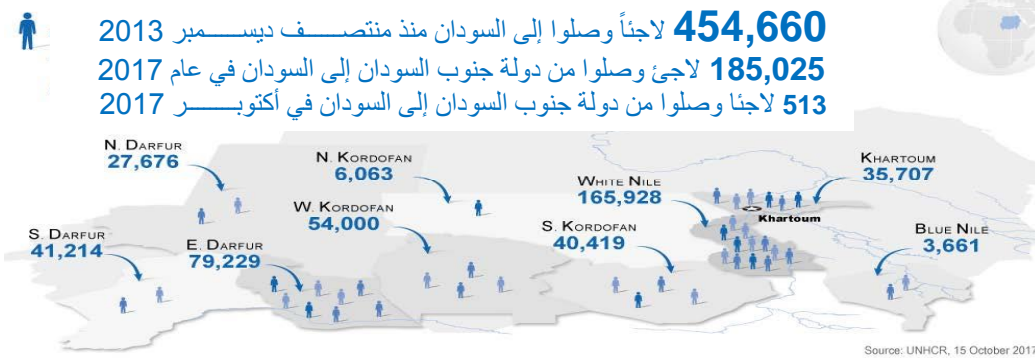 454,660 لاجئاً وصلوا إلى السودان منذ منتصف ديسمبر 2013
185,025 لاجئ وصلوا من دولة جنوب السودان إلى السودان في عام 2017
513 لاجئا وصلوا من دولة جنوب السودان إلى السودان في أكتوبر 2017
N. DARFUR
27,676
N. KORDOFAN
6,063
KHARTOUM
35,707
WHITE NILE
165,928
Khartoum
W. KORDOFAN
54,000
S. KORDOFAN
40,419
BLUE NILE
3,661
S. DARFUR
41,214
E. DARFUR
79,229
Source: UNHCR, 15 October 2017